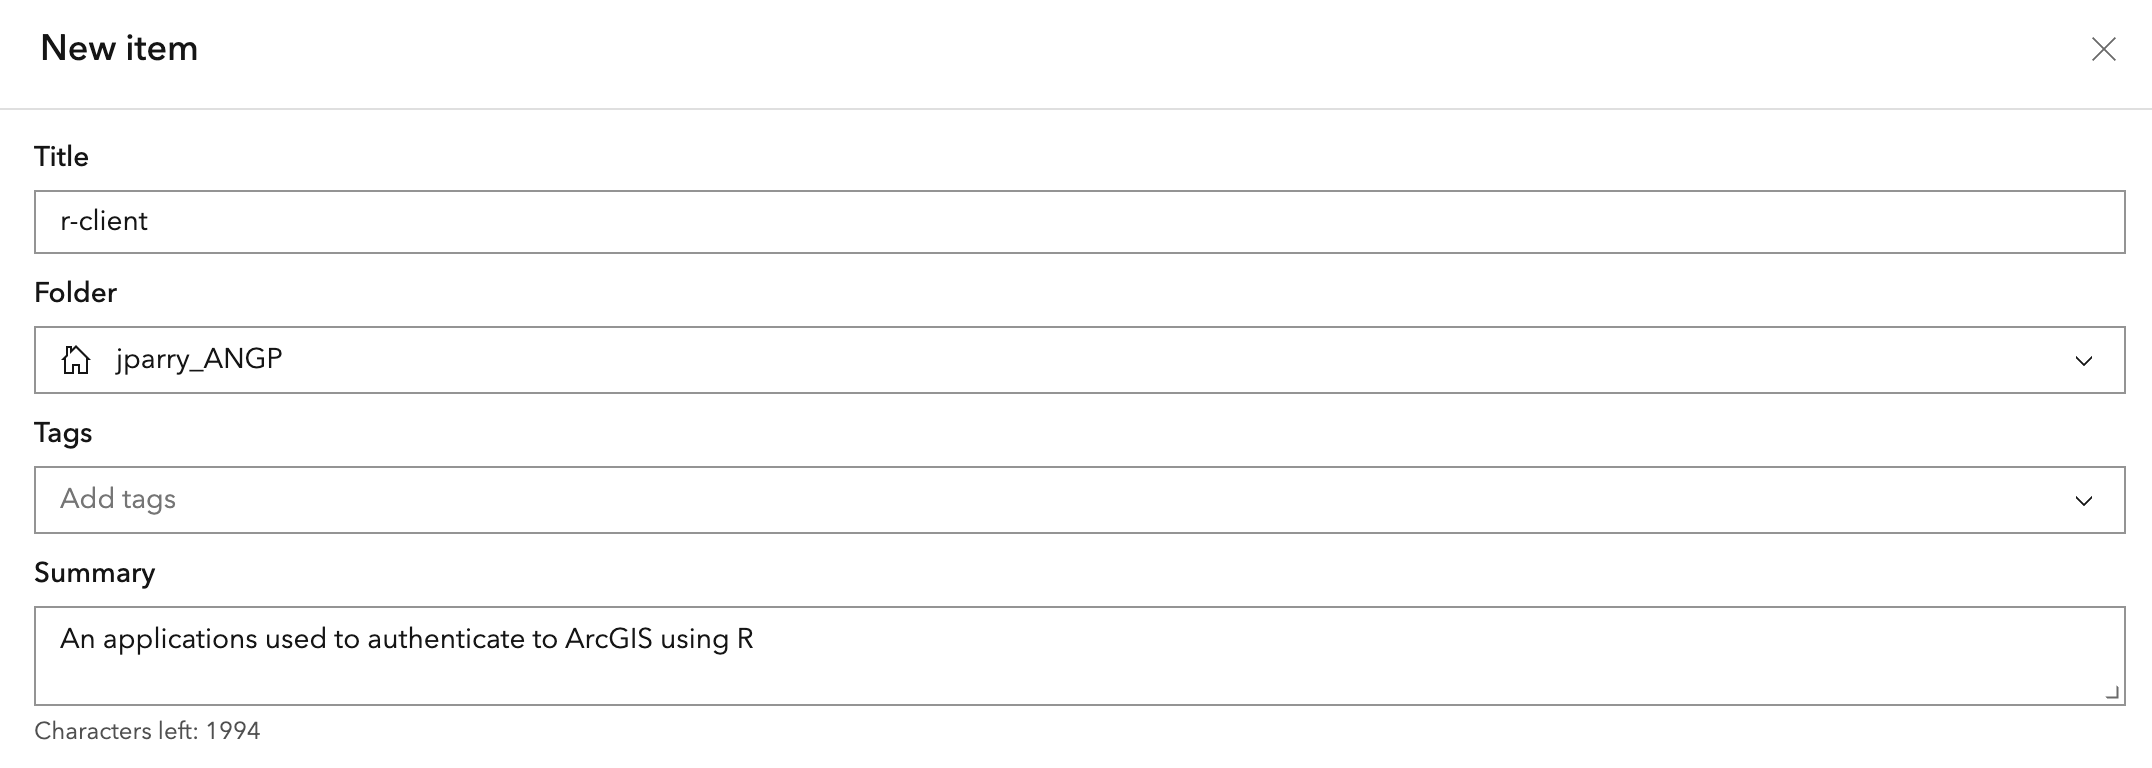 New item
Title
r-client
Folder
jparry_ANGP
Tags
Add tags
Summary
An applications used to authenticate to ArcGIS using R
Characters left: 1994